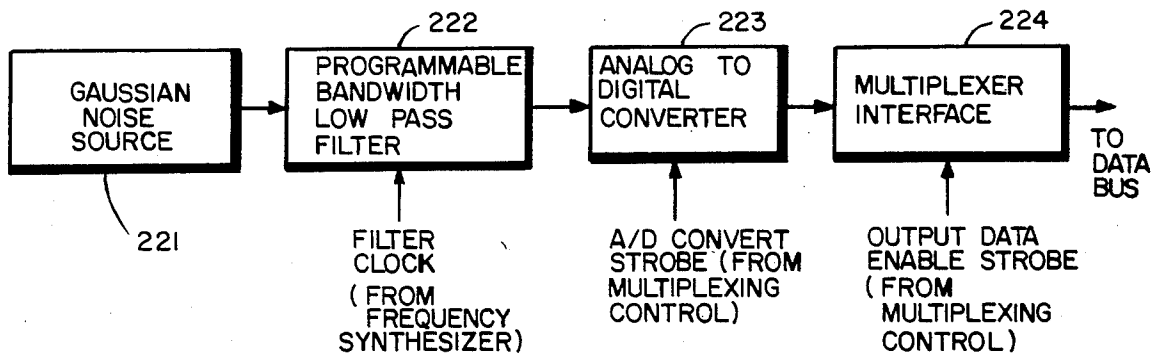 222
223
224
GAUSSIAN
NOISE
SOURCE
PROGRAMMABLE
BANDWIDTH
LOW PASS
FILTER
ANALOG TO
DIGITAL
CONVERTER
MULTIPLEXER
INTERFACE
TO
DATA
BUS
221
FILTER
CLOCK
(FROM
FREQUENCY
SYNTHESIZER)
A/D CONVERT
STROBE (FROM
MULTIPLEXING
CONTROL)
OUTPUT DATA
ENABLE STROBE
(FROM
MULTIPLEXING
CONTROL)